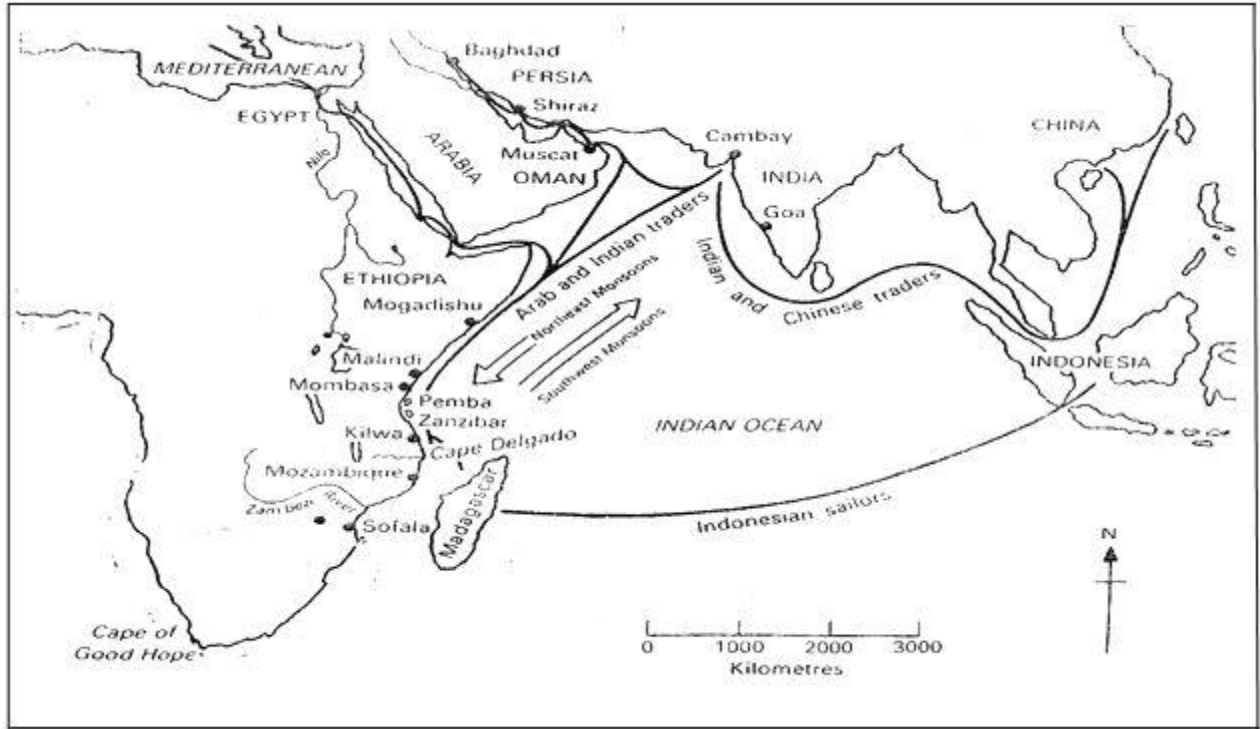 MEDITERRANEAN
EGYPT
Nile
Baghdad
PERSIA
Shiraz
ARABIA
Muscat
OMAN
Cambay
INDIA
Goa
CHINA
ETHIOPIA
Mogadishu
Arab and Indian traders
Northeast Monsoons
Southwest Monsoons
Indian and Chinese traders
INDONESIA
Malindi
Mombasa
Pemba
Zanzibar
Kilwa
Cape Delgado
INDIAN OCEAN
Mozambique
River
Sofala
Madagascar
Indonesian sailors
N
Cape of
Good Hope
0 1000 2000 3000
Kilometres